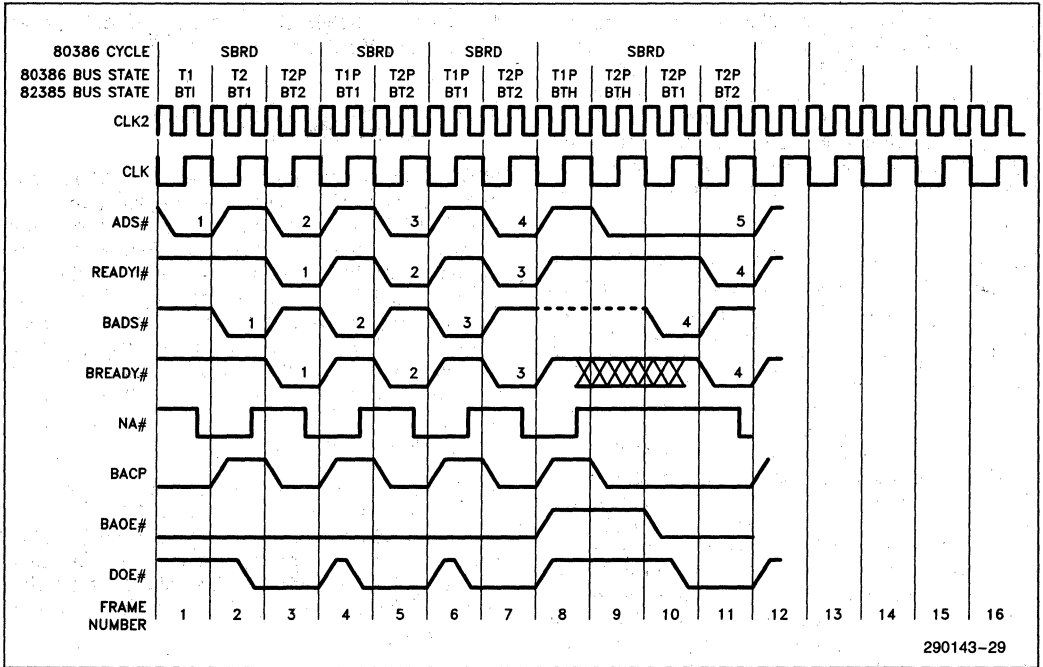 80386 CYCLE SBRD SBRD SBRD SBRD
80386 BUS STATE T1 T2 T2P T1P T2P T1P T2P T1P T2P T2P T2P
82385 BUS STATE BTI BT1 BT2 BT1 BT2 BT1 BT2 BTH BTH BT1 BT2
CLK2
CLK
ADS# 1 2 3 4 5
READYI# 1 2 3 4
BADS# 1 2 3 4
BREADY# 1 2 3 4
NA#
BACP
BAOE#
DOE#
FRAME NUMBER 1 2 3 4 5 6 7 8 9 10 11 12 13 14 15 16
290143-29